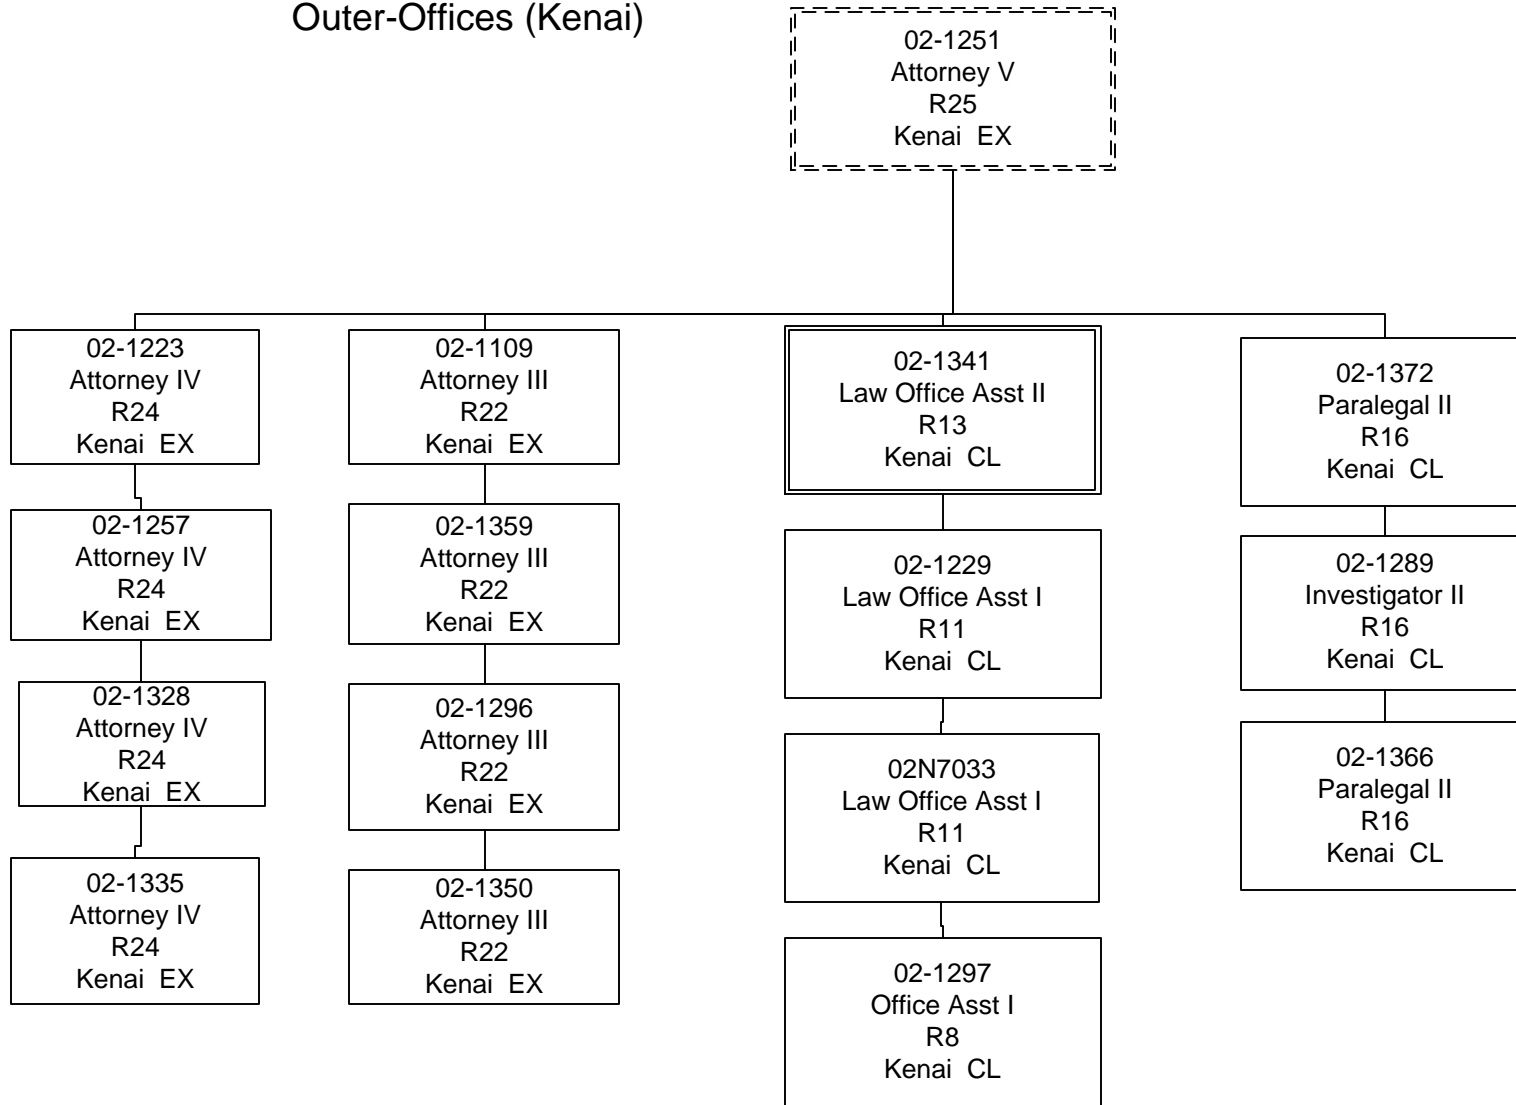 Outer-Offices (Kenai)
02-1251
Attorney V
R25
Kenai EX
02-1223
Attorney IV
R24
Kenai EX
02-1257
Attorney IV
R24
Kenai EX
02-1328
Attorney IV
R24
Kenai EX
02-1335
Attorney IV
R24
Kenai EX
02-1109
Attorney III
R22
Kenai EX
02-1359
Attorney III
R22
Kenai EX
02-1296
Attorney III
R22
Kenai EX
02-1350
Attorney III
R22
Kenai EX
02-1341
Law Office Asst II
R13
Kenai CL
02-1229
Law Office Asst I
R11
Kenai CL
02N7033
Law Office Asst I
R11
Kenai CL
02-1297
Office Asst I
R8
Kenai CL
02-1372
Paralegal II
R16
Kenai CL
02-1289
Investigator II
R16
Kenai CL
02-1366
Paralegal II
R16
Kenai CL